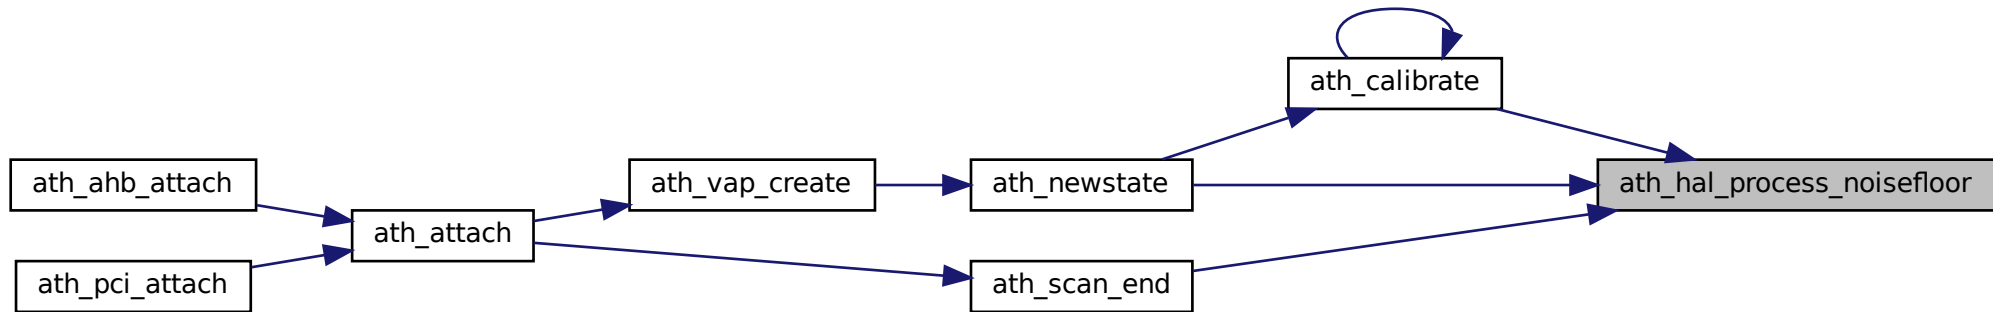 ath_calibrate
ath_ahb_attach
ath_vap_create
ath_newstate
ath_hal_process_noisefloor
ath_attach
ath_pci_attach
ath_scan_end